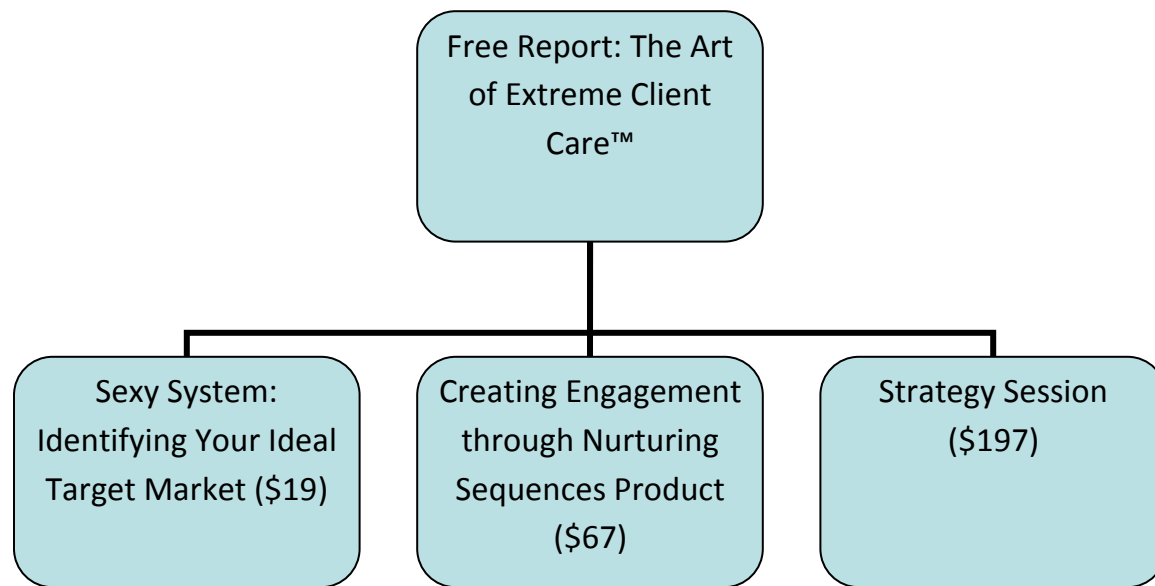 Free Report: The Art
of Extreme Client
Care™
Sexy System:
Identifying Your Ideal
Target Market ($19)
Creating Engagement
through Nurturing
Sequences Product
($67)
Strategy Session
($197)